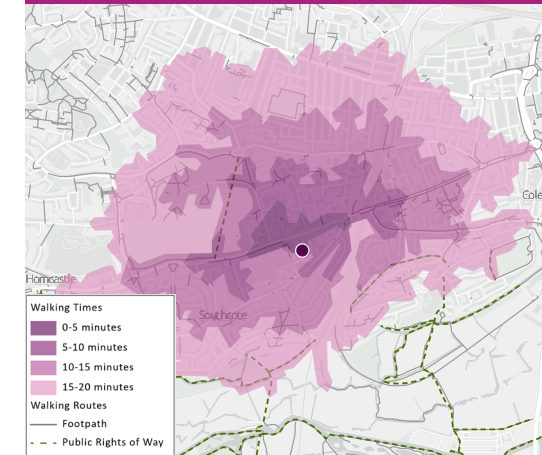 Cole
Horncastle
Southcote
Walking Times
0-5 minutes
5-10 minutes
10-15 minutes
15-20 minutes
Walking Routes
Footpath
Public Rights of Way